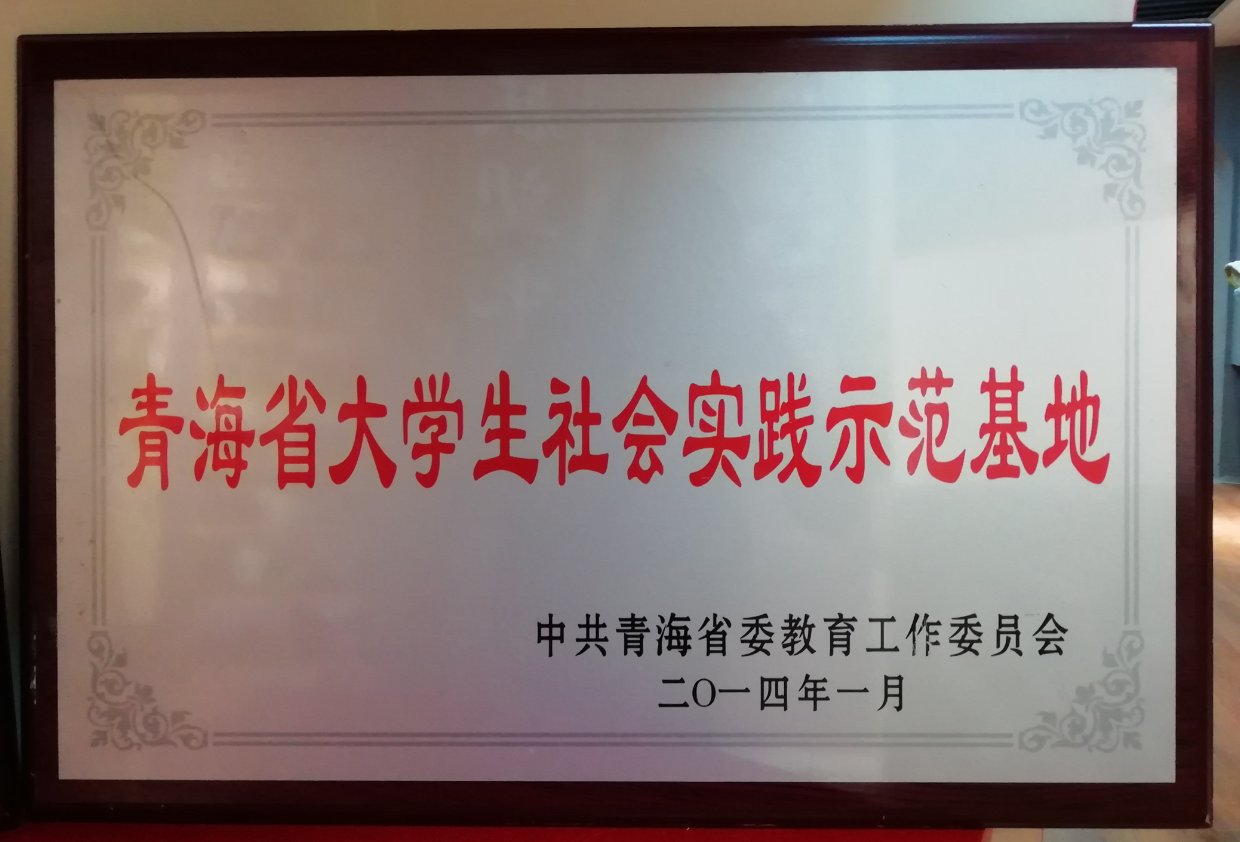 青海省大学生社会实践示范基地
中共青海省委教育工作委员会
二〇一四年一月